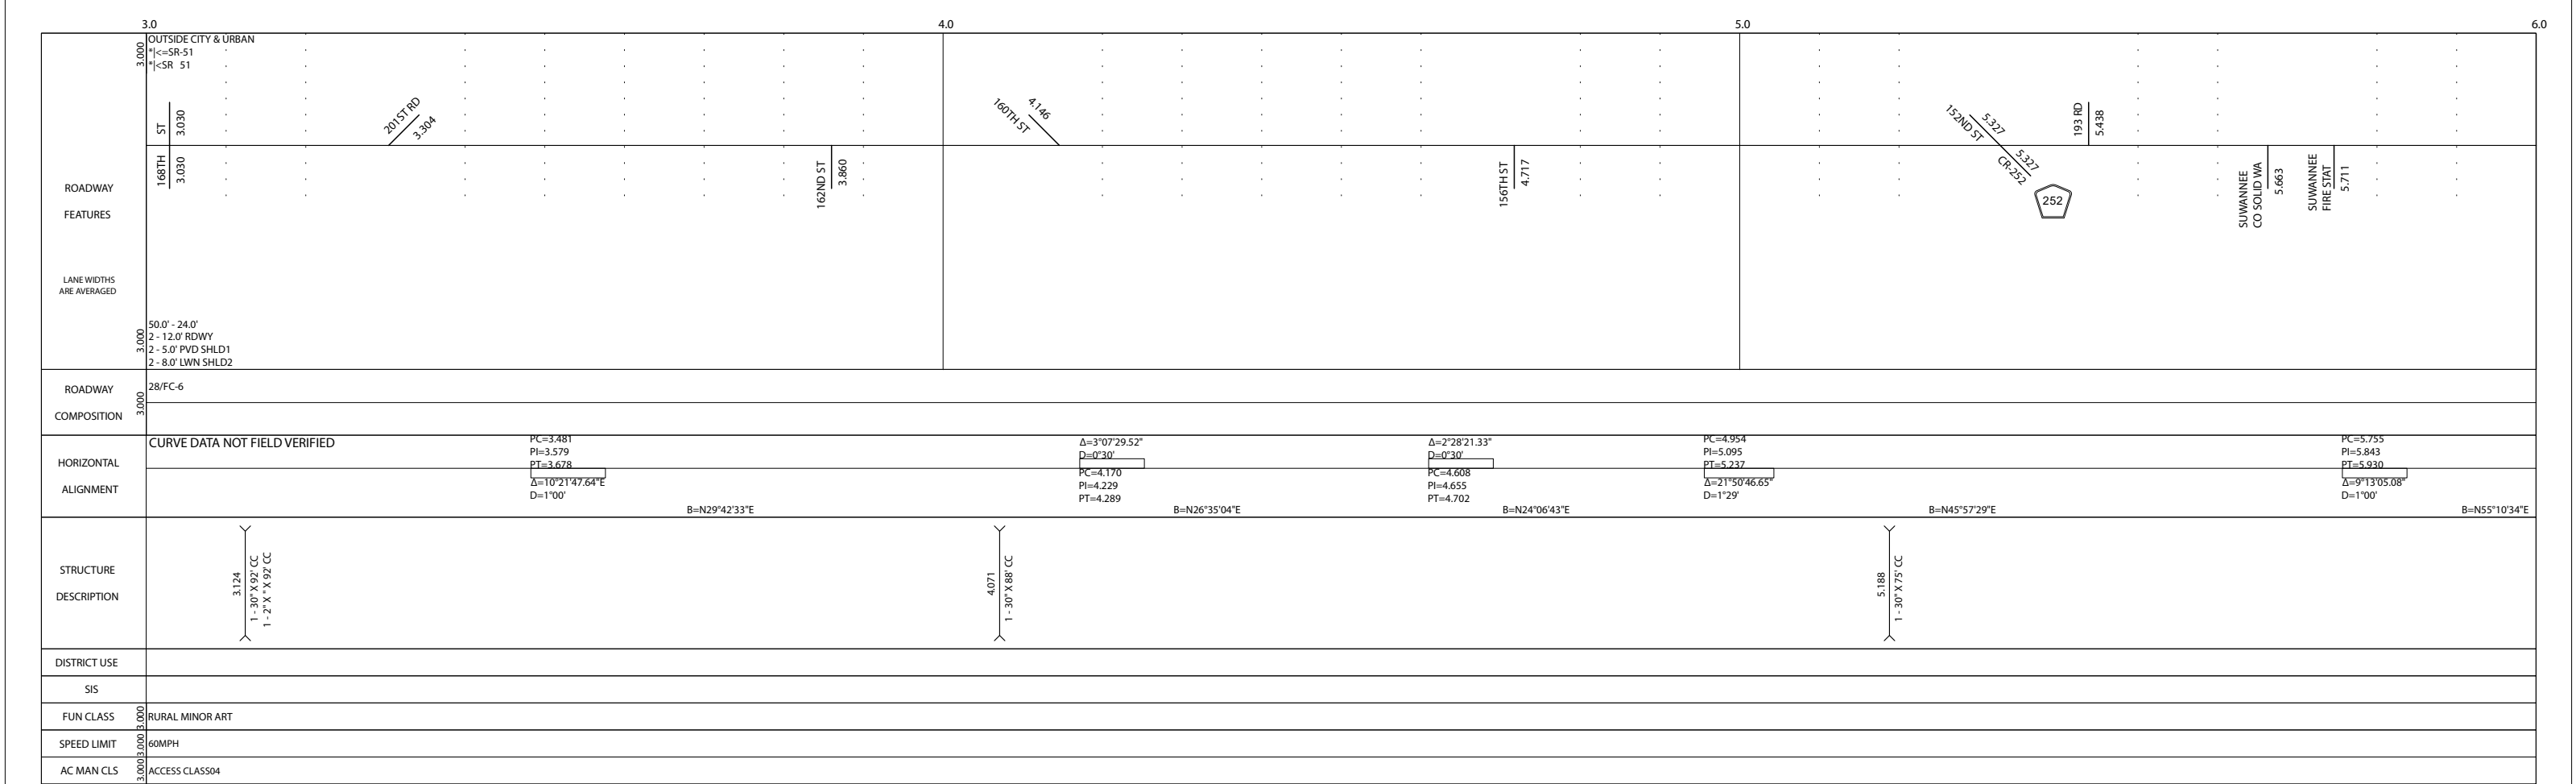 3.0
4.0
5.0
6.0
ROADWAY
FEATURES
LANE WIDTHS
ARE AVERAGED
3.000
OUTSIDE CITY & URBAN
*|<=SR-51
*|<SR 51
ST
3.030
168TH
3.030
201ST RD
3.304
162ND ST
3.860
160TH ST
4.146
156TH ST
4.717
152ND ST
5.327
5.327
CR-252
252
193 RD
5.438
SUWANNEE
CO SOLID WA
5.663
SUWANNEE
FIRE STAT
5.711
3.000
50.0' - 24.0'
2 - 12.0' RDWY
2 - 5.0' PVD SHLD1
2 - 8.0' LWN SHLD2
ROADWAY
COMPOSITION
3.000
28/FC-6
HORIZONTAL
ALIGNMENT
CURVE DATA NOT FIELD VERIFIED
PC=3.481
PI=3.579
PT=3.678
Δ=10°21'47.64"E
D=1°00'
B=N29°42'33"E
Δ=3°07'29.52"
D=0°30'
PC=4.170
PI=4.229
PT=4.289
B=N26°35'04"E
Δ=2°28'21.33"
D=0°30'
PC=4.608
PI=4.655
PT=4.702
B=N24°06'43"E
PC=4.954
PI=5.095
PT=5.237
Δ=21°50'46.65"
D=1°29'
B=N45°57'29"E
PC=5.755
PI=5.843
PT=5.930
Δ=9°13'05.08"
D=1°00'
B=N55°10'34"E
STRUCTURE
DESCRIPTION
3.124
1 - 30" X 92' CC
1 - 2" X " X 92' CC
4.071
1 - 30" X 88' CC
5.188
1 - 30" X 75' CC
DISTRICT USE
SIS
FUN CLASS
3.000
RURAL MINOR ART
SPEED LIMIT
3.000
60MPH
AC MAN CLS
3.000
ACCESS CLASS04